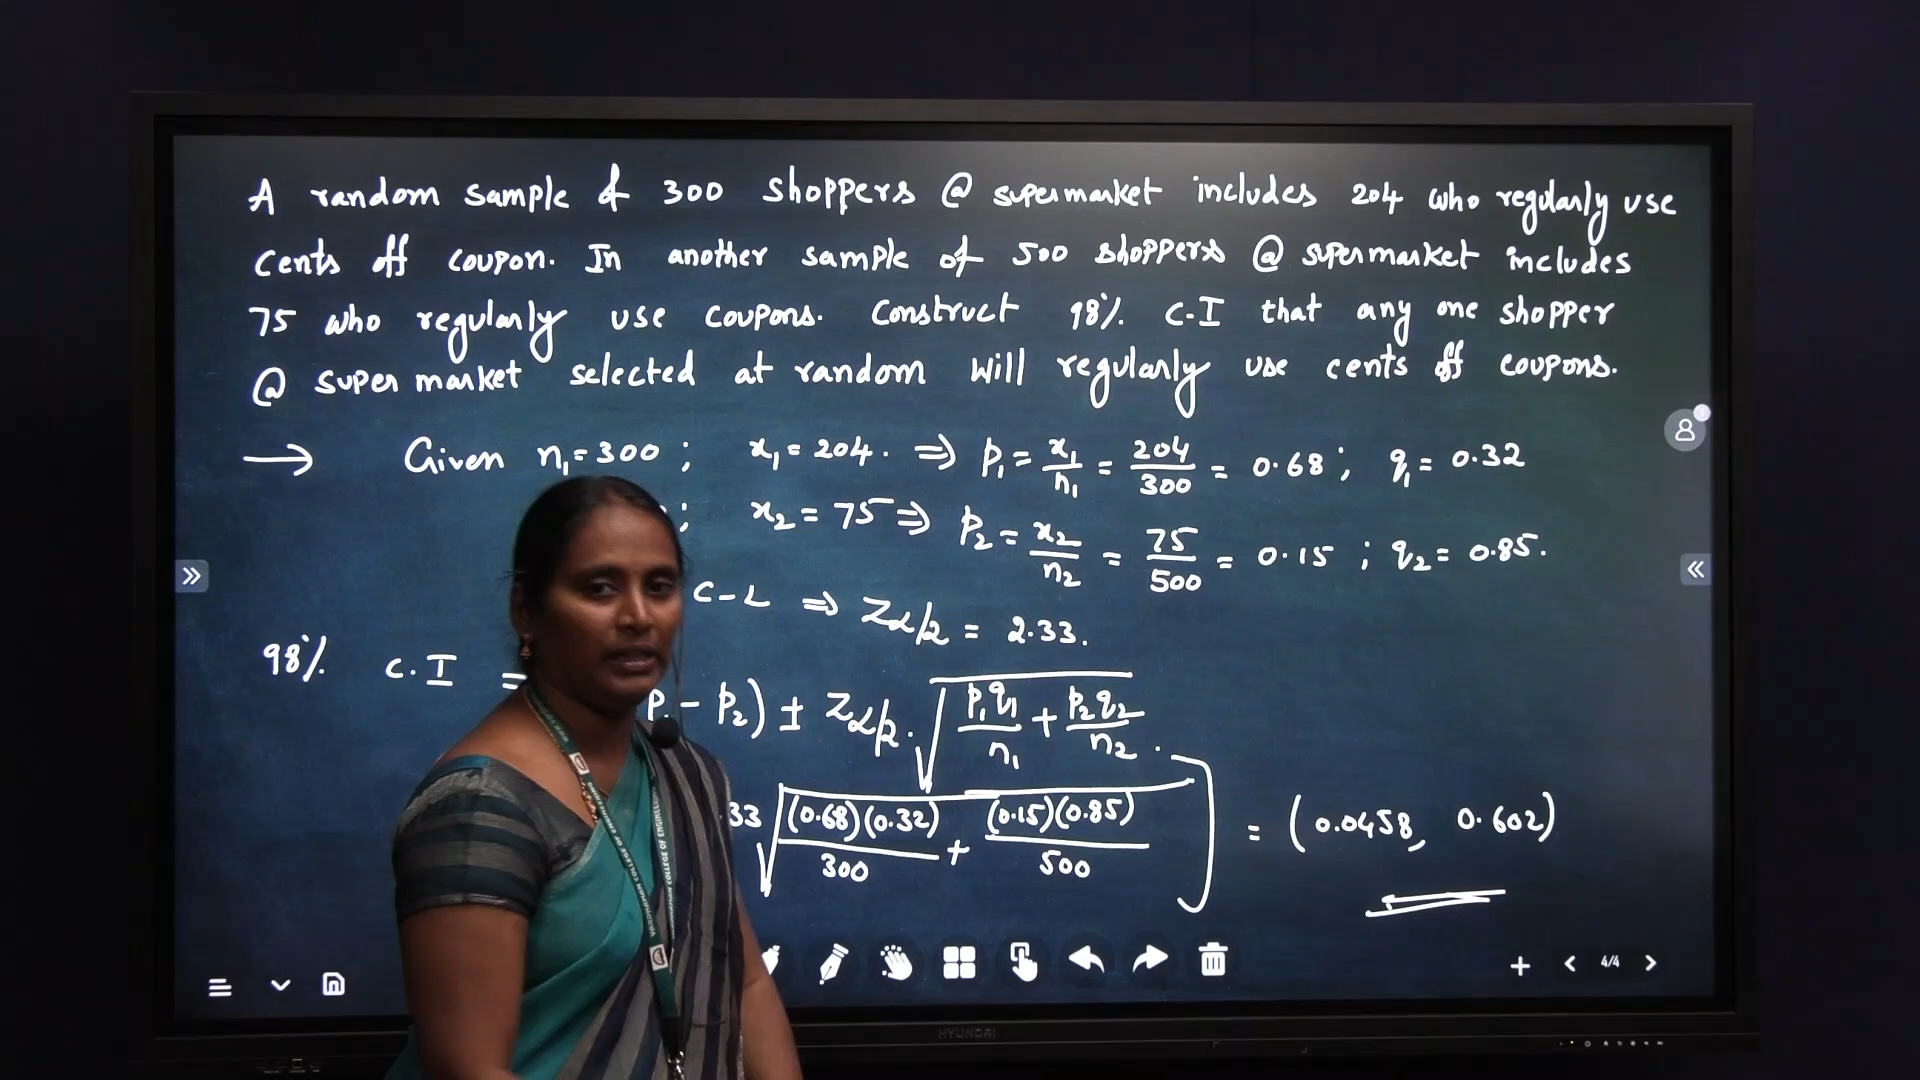 A random sample of 300 shoppers @ supermarket includes 204 who regularly use
cents off coupon. In another sample of 500 shoppers @ supermarket includes
75 who regularly use coupons. Construct 98% C-I that any one shopper
@ super market selected at random will regularly use cents off coupons.
→ Given n₁=300 ; x₁=204. ⇒ p₁ = x₁/n₁ = 204/300 = 0.68 ; q₁ = 0.32
; x₂ = 75 ⇒ p₂ = x₂/n₂ = 75/500 = 0.15 ; q₂ = 0.85.
C-L ⇒ Zα/2 = 2.33.
98% C.I = p - p₂) ± Zα/2 . √(p₁q₁/n₁ + p₂q₂/n₂) .
33 √((0.68)(0.32)/300 + (0.15)(0.85)/500) ] = (0.0458, 0.602)
4/4
HYUNDAI
VARDHAMAN COLLEGE OF ENGINEERING